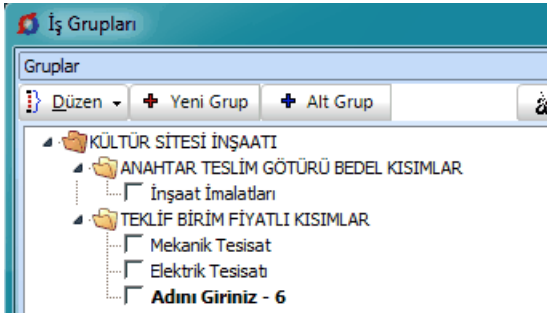 İş Grupları
Gruplar
Düzen Yeni Grup Alt Grup
KÜLTÜR SİTESİ İNŞAATI
ANAHTAR TESLİM GÖTÜRÜ BEDEL KISIMLAR
İnşaat İmalatları
TEKLİF BİRİM FİYATLI KISIMLAR
Mekanik Tesisat
Elektrik Tesisatı
Adını Giriniz - 6